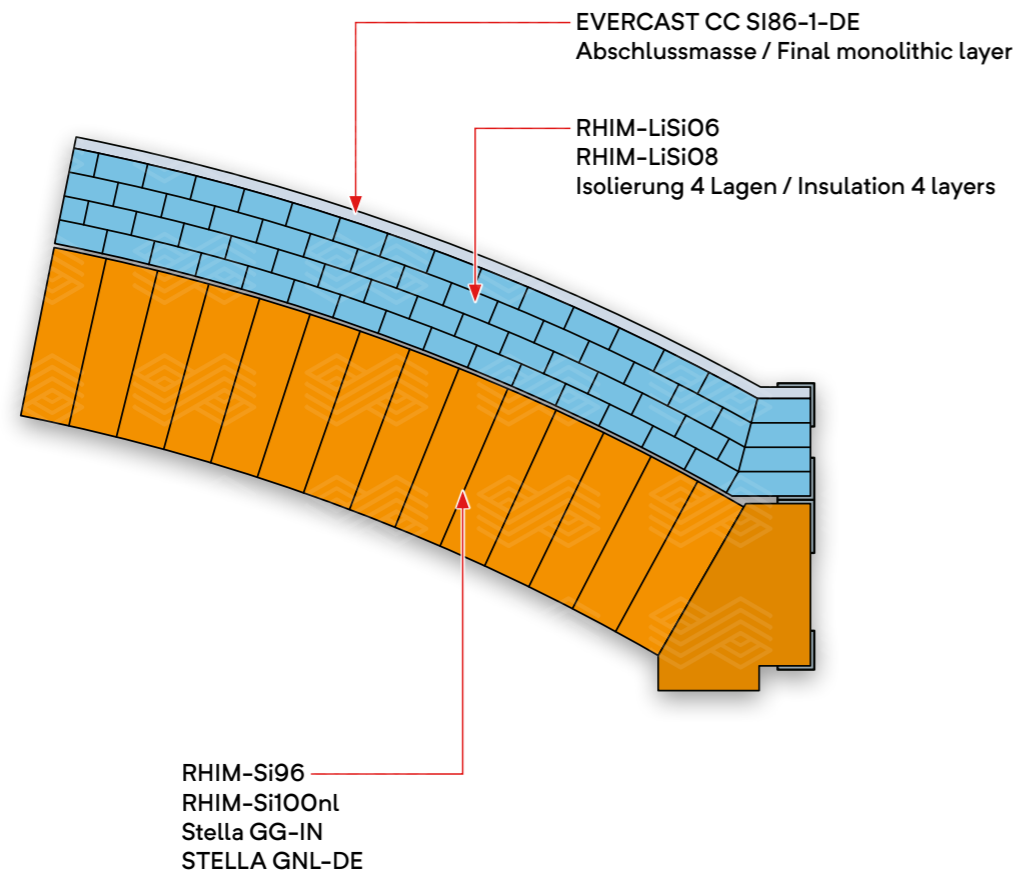 EVERCAST CC SI86-1-DE
Abschlussmasse / Final monolithic layer
RHIM-LiSi06
RHIM-LiSi08
Isolierung 4 Lagen / Insulation 4 layers
RHIM-Si96
RHIM-Si100nl
Stella GG-IN
STELLA GNL-DE